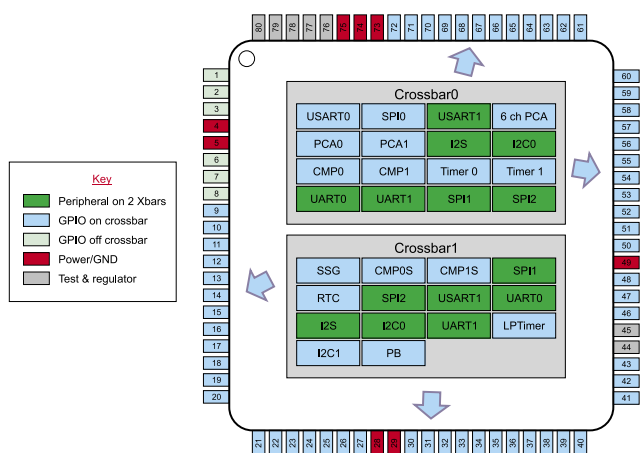 80 79 78 77 76 75 74 73 72 71 70 69 68 67 66 65 64 63 62 61
1
2
3
4
5
6
7
8
9
10
11
12
13
14
15
16
17
18
19
20
Key
Peripheral on 2 Xbars
GPIO on crossbar
GPIO off crossbar
Power/GND
Test & regulator
Crossbar0
USART0 SPI0 USART1 6 ch PCA
PCA0 PCA1 I2S I2C0
CMP0 CMP1 Timer 0 Timer 1
UART0 UART1 SPI1 SPI2
Crossbar1
SSG CMP0S CMP1S SPI1
RTC SPI2 USART1 UART0
I2S I2C0 UART1 LPTimer
I2C1 PB
60
59
58
57
56
55
54
53
52
51
50
49
48
47
46
45
44
43
42
41
21 22 23 24 25 26 27 28 29 30 31 32 33 34 35 36 37 38 39 40